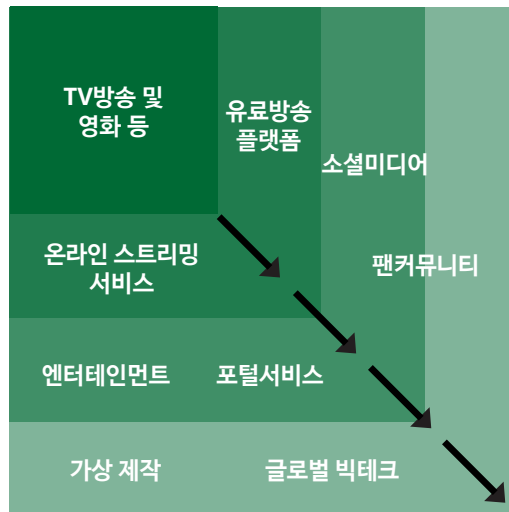 TV방송 및
영화 등
유료방송
플랫폼
소셜미디어
온라인 스트리밍
서비스
팬커뮤니티
엔터테인먼트
포털서비스
가상 제작
글로벌 빅테크